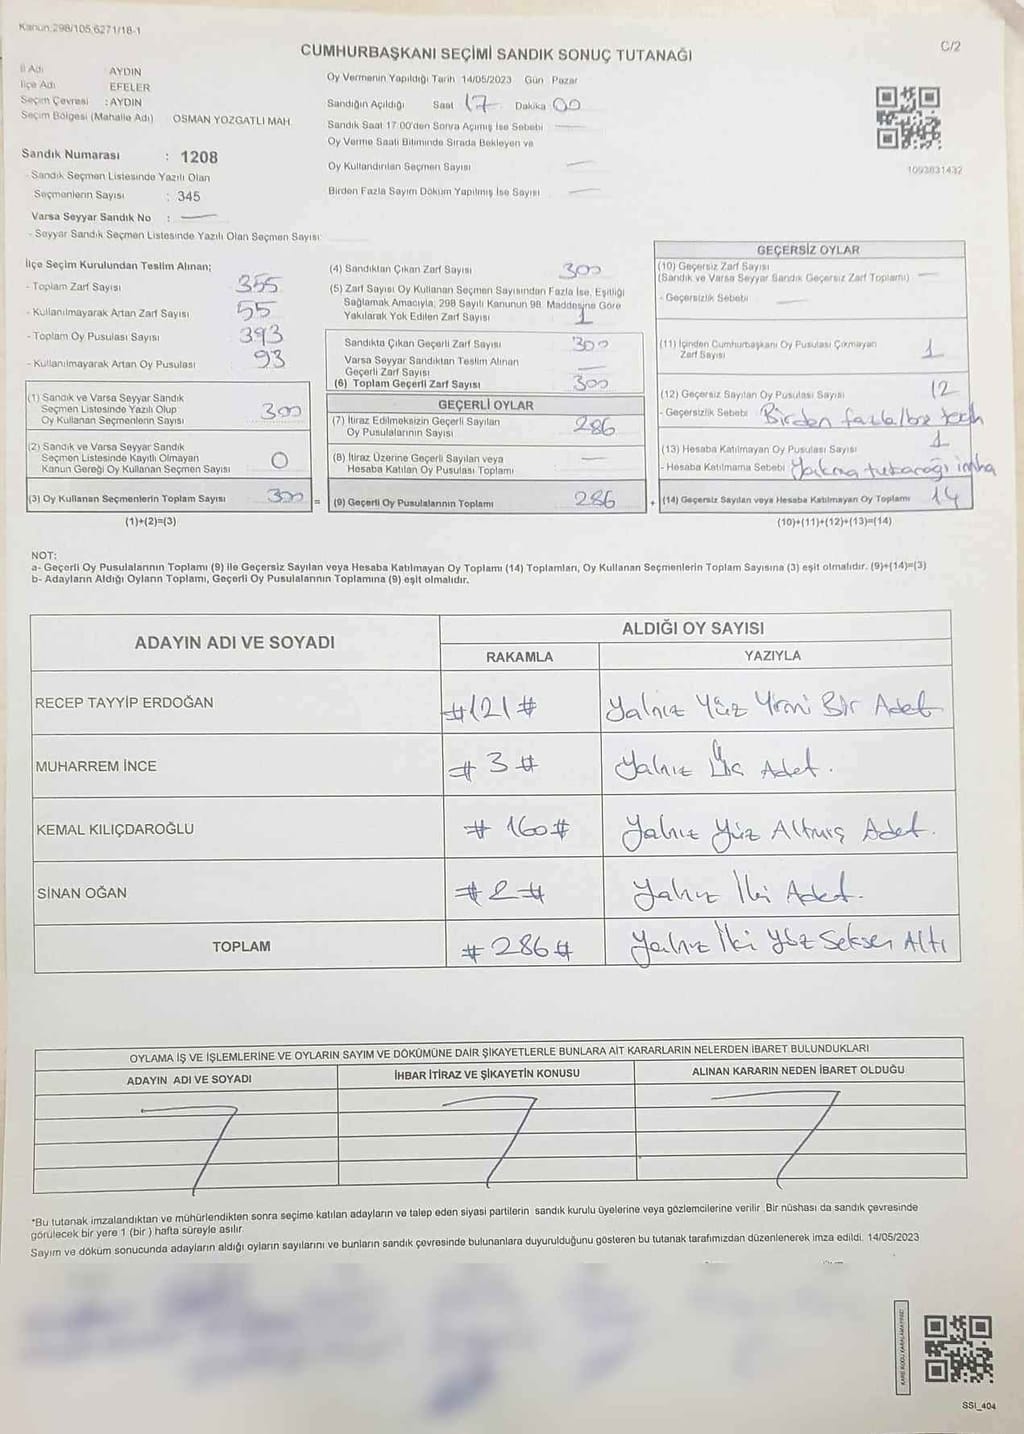 Kanun:298/105,6271/18-1
C/2
CUMHURBAŞKANI SEÇİMİ SANDIK SONUÇ TUTANAĞI
İl Adı : AYDIN
İlçe Adı : EFELER
Seçim Çevresi : AYDIN
Seçim Bölgesi (Mahalle Adı) OSMAN YOZGATLI MAH.
Sandık Numarası : 1208
- Sandık Seçmen Listesinde Yazılı Olan
Seçmenlerin Sayısı : 345
Varsa Seyyar Sandık No :
- Seyyar Sandık Seçmen Listesinde Yazılı Olan Seçmen Sayısı:
Oy Vermenin Yapıldığı Tarih 14/05/2023 Gün Pazar
Sandığın Açıldığı Saat 17 Dakika 00
Sandık Saat 17:00'den Sonra Açımış İse Sebebi
Oy Verme Saati Bitiminde Sırada Bekleyen ve
Oy Kullandırılan Seçmen Sayısı
Birden Fazla Sayım Döküm Yapılmış İse Sayısı
1093831432
İlçe Seçim Kurulundan Teslim Alınan;
- Toplam Zarf Sayısı 355
- Kullanılmayarak Artan Zarf Sayısı 55
- Toplam Oy Pusulası Sayısı 393
- Kullanılmayarak Artan Oy Pusulası 93
(1) Sandık ve Varsa Seyyar Sandık
Seçmen Listesinde Yazılı Olup
Oy Kullanan Seçmenlerin Sayısı 300
(2) Sandık ve Varsa Seyyar Sandık
Seçmen Listesinde Kayıtlı Olmayan
Kanun Gereği Oy Kullanan Seçmen Sayısı 0
(3) Oy Kullanan Seçmenlerin Toplam Sayısı 300 =
(1)+(2)=(3)
(4) Sandıktan Çıkan Zarf Sayısı 300
(5) Zarf Sayısı Oy Kullanan Seçmen Sayısından Fazla İse, Eşitliği
Sağlamak Amacıyla, 298 Sayılı Kanunun 98. Maddesine Göre
Yakılarak Yok Edilen Zarf Sayısı 1
Sandıkta Çıkan Geçerli Zarf Sayısı 300
Varsa Seyyar Sandıktan Teslim Alınan
Geçerli Zarf Sayısı
(6) Toplam Geçerli Zarf Sayısı 300
GEÇERLİ OYLAR
(7) İtiraz Edilmeksizin Geçerli Sayılan
Oy Pusulalarının Sayısı 286
(8) İtiraz Üzerine Geçerli Sayılan veya
Hesaba Katılan Oy Pusulası Toplamı
(9) Geçerli Oy Pusulalarının Toplamı 286 +
GEÇERSİZ OYLAR
(10) Geçersiz Zarf Sayısı
(Sandık ve Varsa Seyyar Sandık Geçersiz Zarf Toplamı)
- Geçersizlik Sebebi
(11) İçinden Cumhurbaşkanı Oy Pusulası Çıkmayan
Zarf Sayısı 1
(12) Geçersiz Sayılan Oy Pusulası Sayısı 12
- Geçersizlik Sebebi Birden fazla/boş
(13) Hesaba Katılmayan Oy Pusulası Sayısı 1
- Hesaba Katılmama Sebebi Yakma tutanağı imha
(14) Geçersiz Sayılan veya Hesaba Katılmayan Oy Toplamı 14
(10)+(11)+(12)+(13)=(14)
NOT:
a- Geçerli Oy Pusulalarının Toplamı (9) ile Geçersiz Sayılan veya Hesaba Katılmayan Oy Toplamı (14) Toplamları, Oy Kullanan Seçmenlerin Toplam Sayısına (3) eşit olmalıdır. (9)+(14)=(3)
b- Adayların Aldığı Oyların Toplamı, Geçerli Oy Pusulalarının Toplamına (9) eşit olmalıdır.
ADAYIN ADI VE SOYADI
ALDIĞI OY SAYISI
RAKAMLA YAZIYLA
RECEP TAYYİP ERDOĞAN #121# Yalnız Yüz Yirmi Bir Adet
MUHARREM İNCE #3# Yalnız Üç Adet.
KEMAL KILIÇDAROĞLU #160# Yalnız Yüz Altmış Adet.
SİNAN OĞAN #2# Yalnız İki Adet.
TOPLAM #286# Yalnız İki Yüz Seksen Altı
OYLAMA İŞ VE İŞLEMLERİNE VE OYLARIN SAYIM VE DÖKÜMÜNE DAİR ŞİKAYETLERLE BUNLARA AİT KARARLARIN NELERDEN İBARET BULUNDUKLARI
ADAYIN ADI VE SOYADI İHBAR İTİRAZ VE ŞİKAYETİN KONUSU ALINAN KARARIN NEDEN İBARET OLDUĞU
*Bu tutanak imzalandıktan ve mühürlendikten sonra seçime katılan adayların ve talep eden siyasi partilerin sandık kurulu üyelerine veya gözlemcilerine verilir. Bir nüshası da sandık çevresinde
görülecek bir yere 1 (bir) hafta süreyle asılır.
Sayım ve döküm sonucunda adayların aldığı oyların sayılarını ve bunların sandık çevresinde bulunanlara duyurulduğunu gösteren bu tutanak tarafımızdan düzenlenerek imza edildi. 14/05/2023
KARE KODU KARALAMAYINIZ!
SSI_404